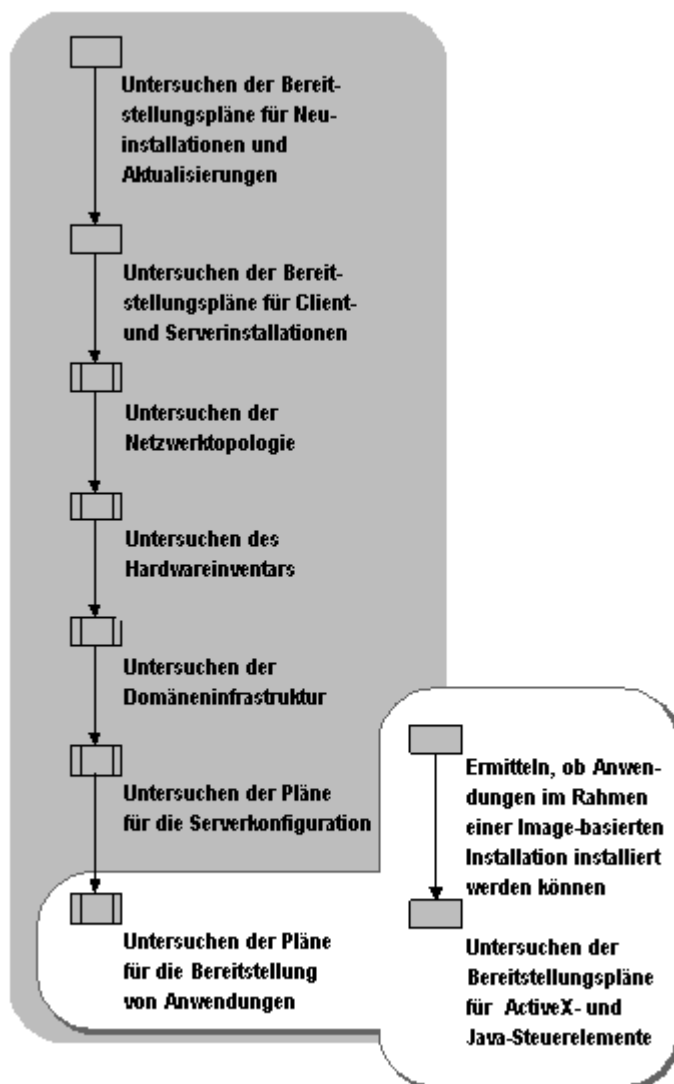 Untersuchen der Bereit-
stellungspläne für Neu-
installationen und
Aktualisierungen
Untersuchen der Bereit-
stellungspläne für Client-
und Serverinstallationen
Untersuchen der
Netzwerktopologie
Untersuchen des
Hardwareinventars
Untersuchen der
Domäneninfrastruktur
Untersuchen der Pläne
für die Serverkonfiguration
Untersuchen der Pläne
für die Bereitstellung
von Anwendungen
Ermitteln, ob Anwen-
dungen im Rahmen
einer Image-basierten
Installation installiert
werden können
Untersuchen der
Bereitstellungspläne
für ActiveX- und
Java-Steuerelemente